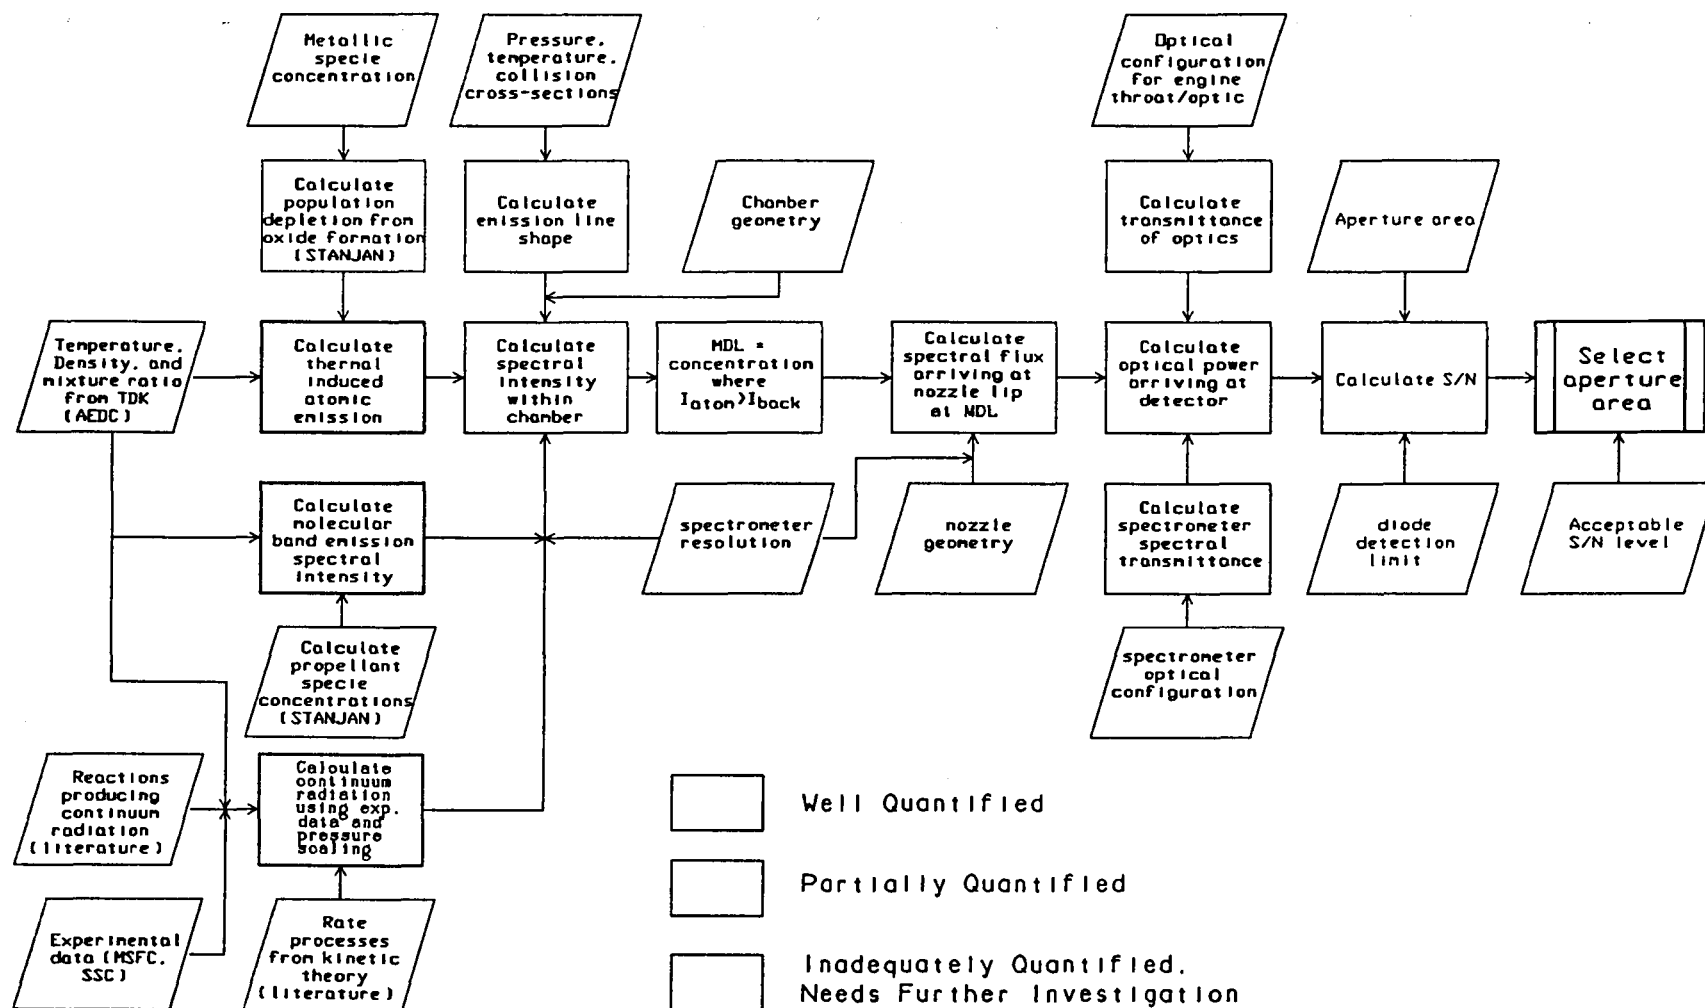 Metallic
specie
concentration
Pressure,
temperature,
collision
cross-sections
Optical
configuration
for engine
throat/optic
Calculate
population
depletion from
oxide formation
(STANJAN)
Calculate
emission line
shape
Chamber
geometry
Calculate
transmittance
of optics
Aperture area
Temperature,
Density, and
mixture ratio
from TDK
(AEDC)
Calculate
thermal
induced
atomic
emission
Calculate
spectral
intensity
within
chamber
MDL =
concentration
where
Iatom>Iback
Calculate
spectral flux
arriving at
nozzle lip
at MDL
Calculate
optical power
arriving at
detector
Calculate S/N
Select
aperture
area
Calculate
molecular
band emission
spectral
intensity
spectrometer
resolution
nozzle
geometry
Calculate
spectrometer
spectral
transmittance
diode
detection
limit
Acceptable
S/N level
Calculate
propellant
specie
concentrations
(STANJAN)
spectrometer
optical
configuration
Reactions
producing
continuum
radiation
(literature)
Calculate
continuum
radiation
using exp.
data and
pressure
scaling
Experimental
data (MSFC,
SSC)
Rate
processes
from kinetic
theory
(literature)
Well Quantified
Partially Quantified
Inadequately Quantified,
Needs Further Investigation